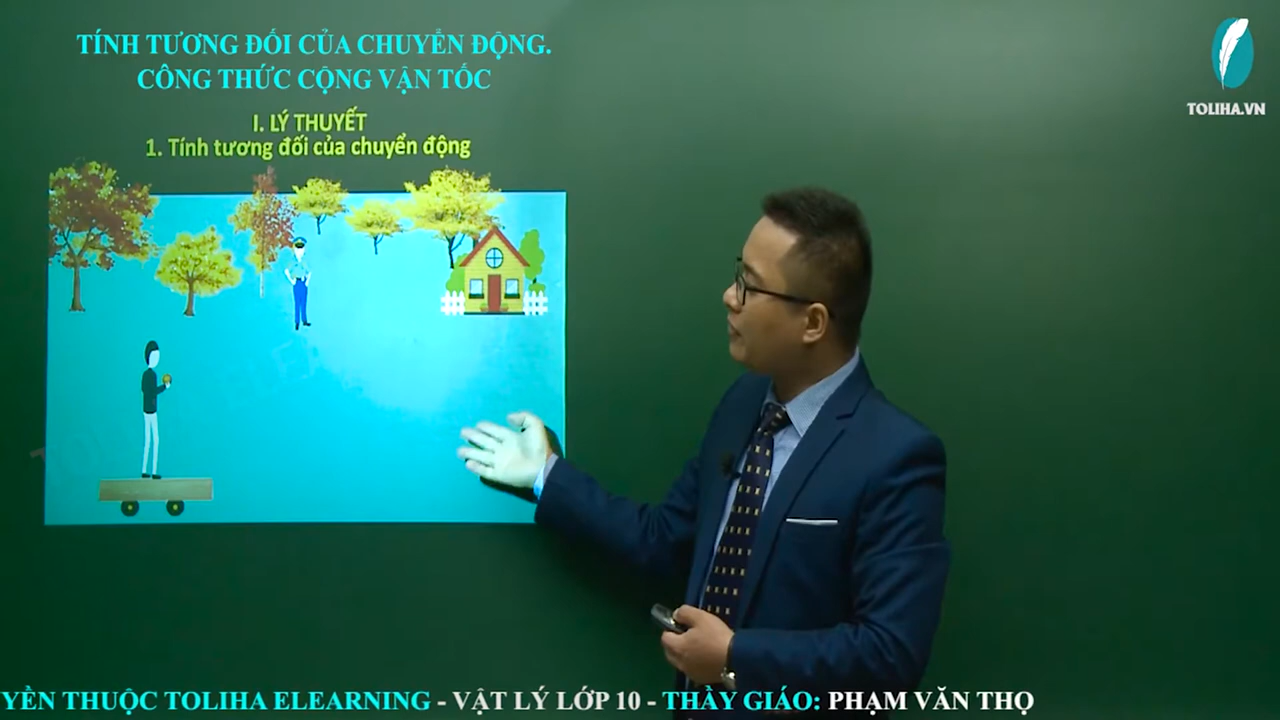 TÍNH TƯƠNG ĐỐI CỦA CHUYỂN ĐỘNG.
CÔNG THỨC CỘNG VẬN TỐC
I. LÝ THUYẾT
1. Tính tương đối của chuyển động
TOLIHA.VN
YỀN THUỘC TOLIHA ELEARNING - VẬT LÝ LỚP 10 - THẦY GIÁO: PHẠM VĂN THỌ